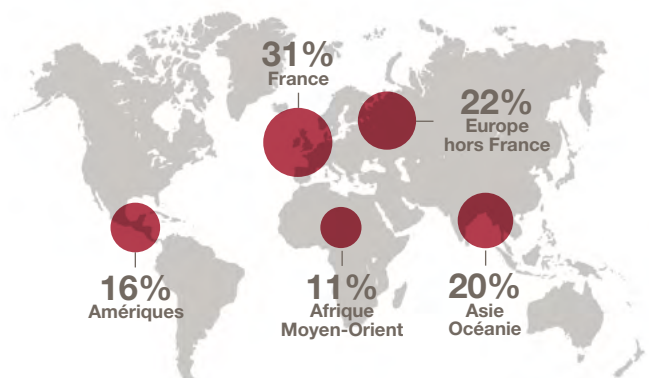 31%
France
22%
Europe
hors France
16%
Amériques
11%
Afrique
Moyen-Orient
20%
Asie
Océanie